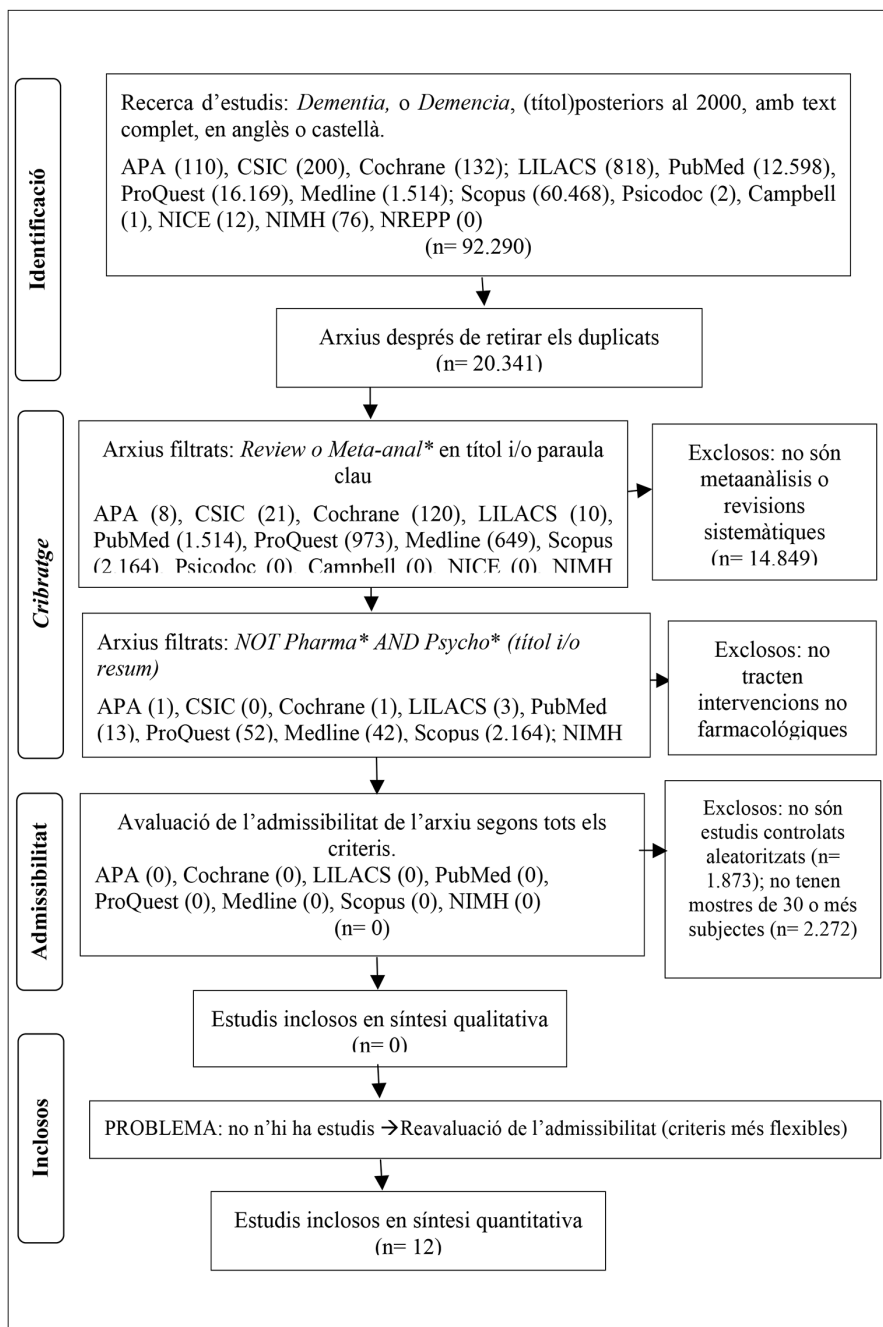 Identificació
Recerca d’estudis: Dementia, o Demencia, (títol)posteriors al 2000, amb text
complet, en anglès o castellà.
APA (110), CSIC (200), Cochrane (132); LILACS (818), PubMed (12.598),
ProQuest (16.169), Medline (1.514); Scopus (60.468), Psicodoc (2), Campbell
(1), NICE (12), NIMH (76), NREPP (0)
(n= 92.290)
Arxius després de retirar els duplicats
(n= 20.341)
Cribratge
Arxius filtrats: Review o Meta-anal* en títol i/o paraula
clau
APA (8), CSIC (21), Cochrane (120), LILACS (10),
PubMed (1.514), ProQuest (973), Medline (649), Scopus
(2.164), Psicodoc (0), Campbell (0), NICE (0), NIMH
Exclosos: no són
metaanàlisis o
revisions
sistemàtiques
(n= 14.849)
Arxius filtrats: NOT Pharma* AND Psycho* (títol i/o
resum)
APA (1), CSIC (0), Cochrane (1), LILACS (3), PubMed
(13), ProQuest (52), Medline (42), Scopus (2.164); NIMH
Exclosos: no
tracten
intervencions no
farmacológiques
Admissibilitat
Avaluació de l’admissibilitat de l’arxiu segons tots els
criteris.
APA (0), Cochrane (0), LILACS (0), PubMed (0),
ProQuest (0), Medline (0), Scopus (0), NIMH (0)
(n= 0)
Exclosos: no són
estudis controlats
aleatoritzats (n=
1.873); no tenen
mostres de 30 o més
subjectes (n= 2.272)
Inclosos
Estudis inclosos en síntesi qualitativa
(n= 0)
PROBLEMA: no n’hi ha estudis →Reavaluació de l’admissibilitat (criteris més flexibles)
Estudis inclosos en síntesi quantitativa
(n= 12)